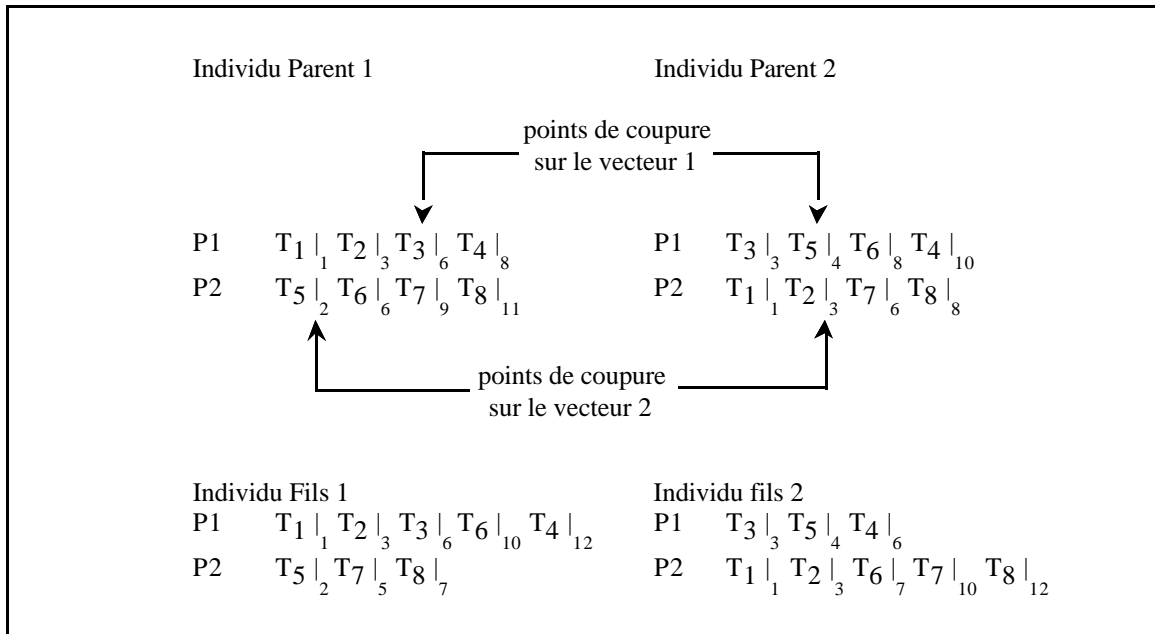 Individu Parent 1 Individu Parent 2
points de coupure
sur le vecteur 1
P1 T1 |1 T2 |3 T3 |6 T4 |8 P1 T3 |3 T5 |4 T6 |8 T4 |10
P2 T5 |2 T6 |6 T7 |9 T8 |11 P2 T1 |1 T2 |3 T7 |6 T8 |8
points de coupure
sur le vecteur 2
Individu Fils 1 Individu fils 2
P1 T1 |1 T2 |3 T3 |6 T6 |10 T4 |12 P1 T3 |3 T5 |4 T4 |6
P2 T5 |2 T7 |5 T8 |7 P2 T1 |1 T2 |3 T6 |7 T7 |10 T8 |12